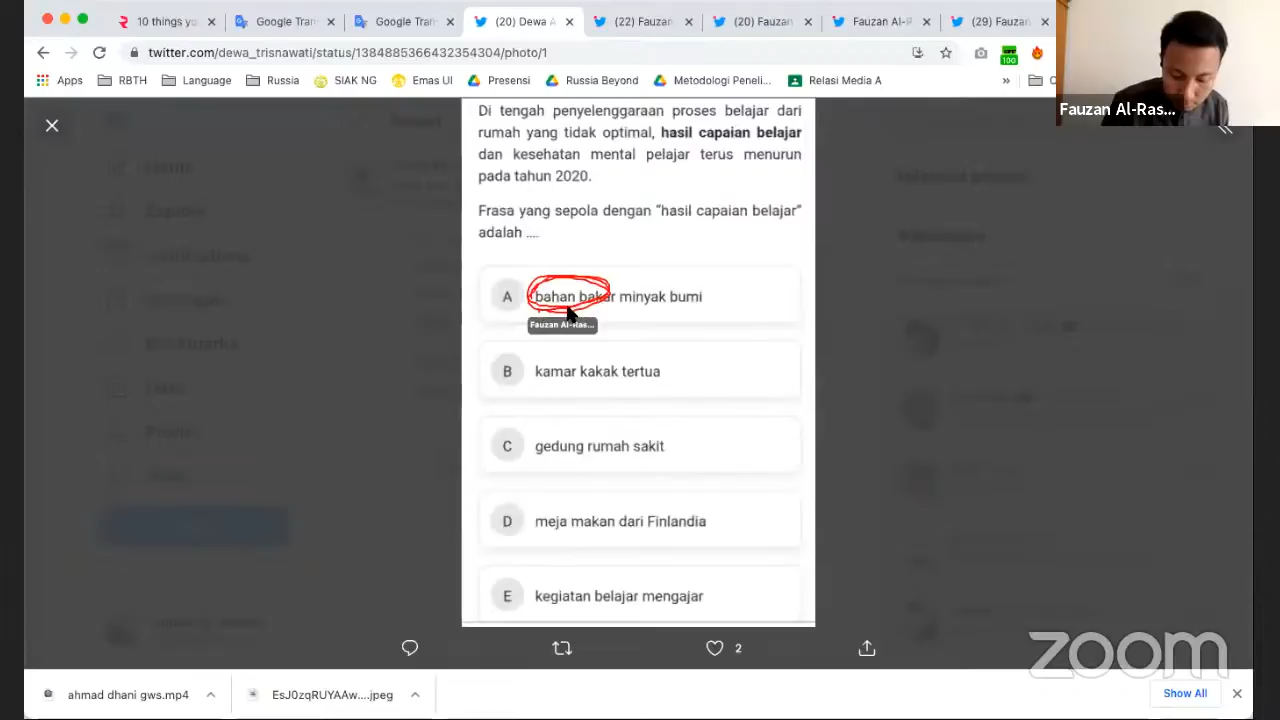 10 things yo
Google Tran
Google Tran
(20) Dewa A
(22) Fauzan
(20) Fauzan
Fauzan Al-R
(29) Fauzan
twitter.com/dewa_trisnawati/status/1384885366432354304/photo/1
100
Apps
RBTH
Language
Russia
SIAK NG
Emas UI
Presensi
Russia Beyond
Metodologi Peneli...
Relasi Media A
»
Fauzan Al-Ras...
Di tengah penyelenggaraan proses belajar dari
rumah yang tidak optimal, hasil capaian belajar
dan kesehatan mental pelajar terus menurun
pada tahun 2020.
Frasa yang sepola dengan "hasil capaian belajar"
adalah ....
A bahan bakar minyak bumi
Fauzan Al-Ras...
B kamar kakak tertua
C gedung rumah sakit
D meja makan dari Finlandia
E kegiatan belajar mengajar
2
zoom
ahmad dhani gws.mp4
EsJ0zqRUYAAw....jpeg
Show All